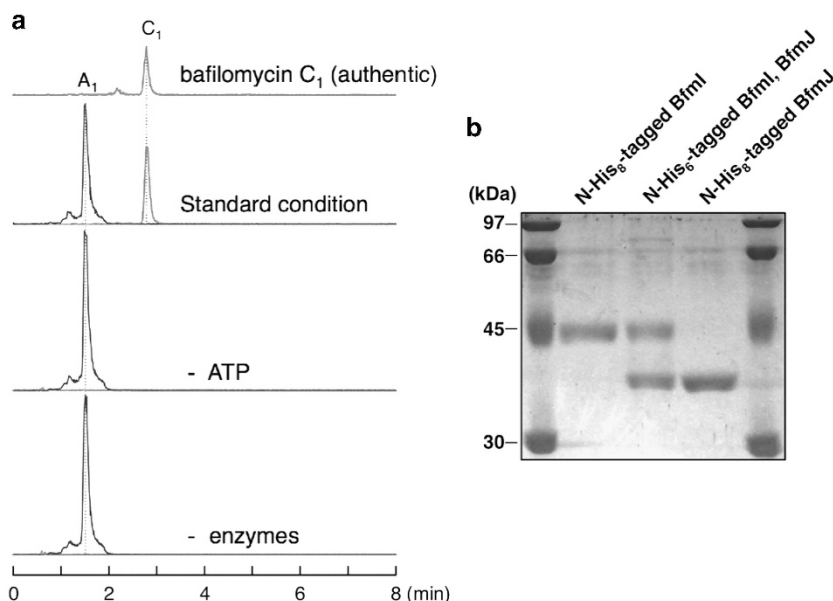 a
C1
A1
bafilomycin C1 (authentic)
Standard condition
- ATP
- enzymes
0 2 4 6 8 (min)
b
N-His8-tagged BfmI
N-His6-tagged BfmI, BfmJ
N-His8-tagged BfmJ
(kDa)
97
66
45
30